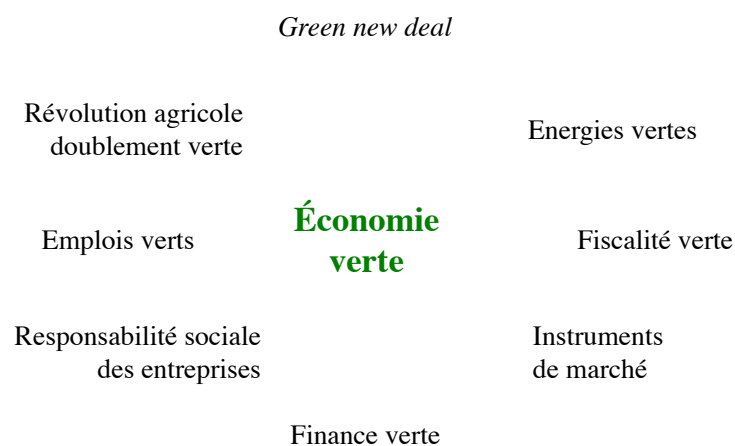 Green new deal
Révolution agricole
doublement verte
Energies vertes
Économie
verte
Emplois verts
Fiscalité verte
Responsabilité sociale
des entreprises
Instruments
de marché
Finance verte